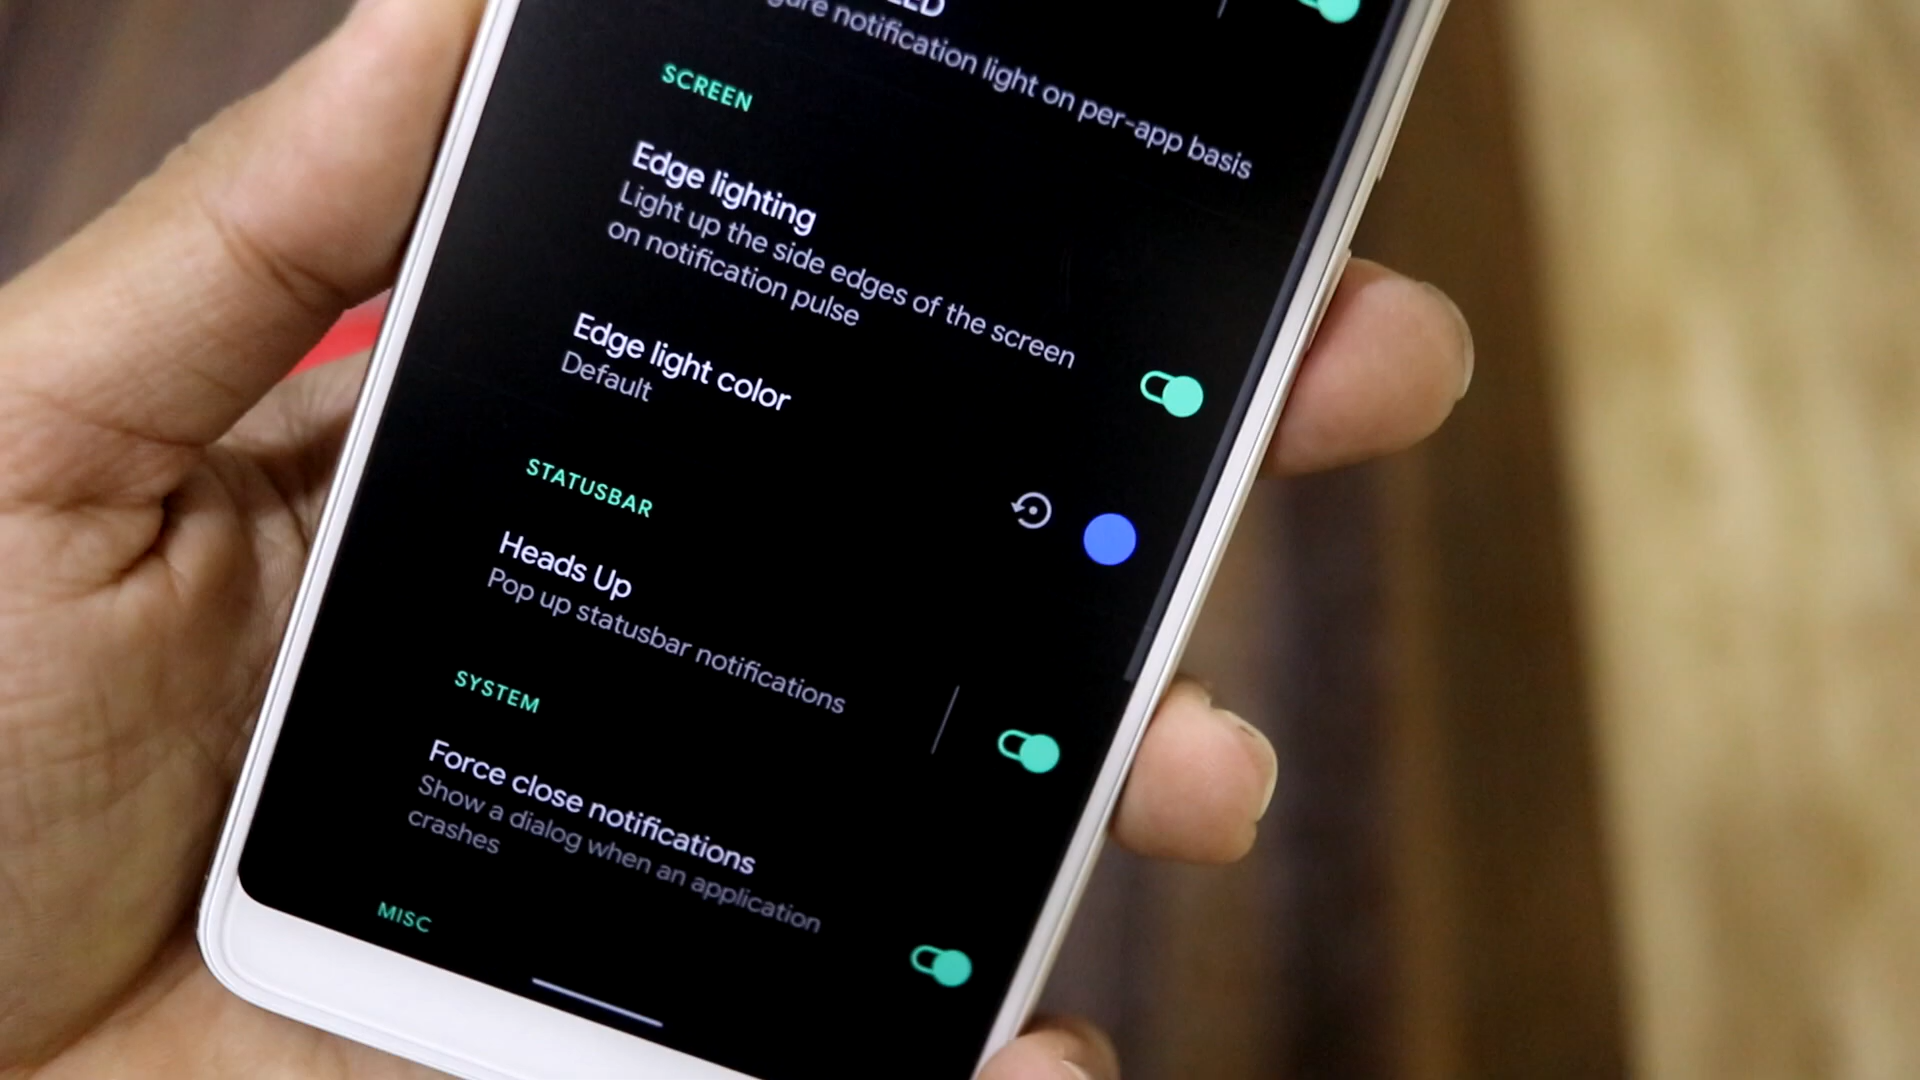 notification light on per-app basis
SCREEN
Edge lighting
Light up the side edges of the screen
on notification pulse
Edge light color
Default
STATUSBAR
Heads Up
Pop up statusbar notifications
SYSTEM
Force close notifications
Show a dialog when an application
crashes
MISC